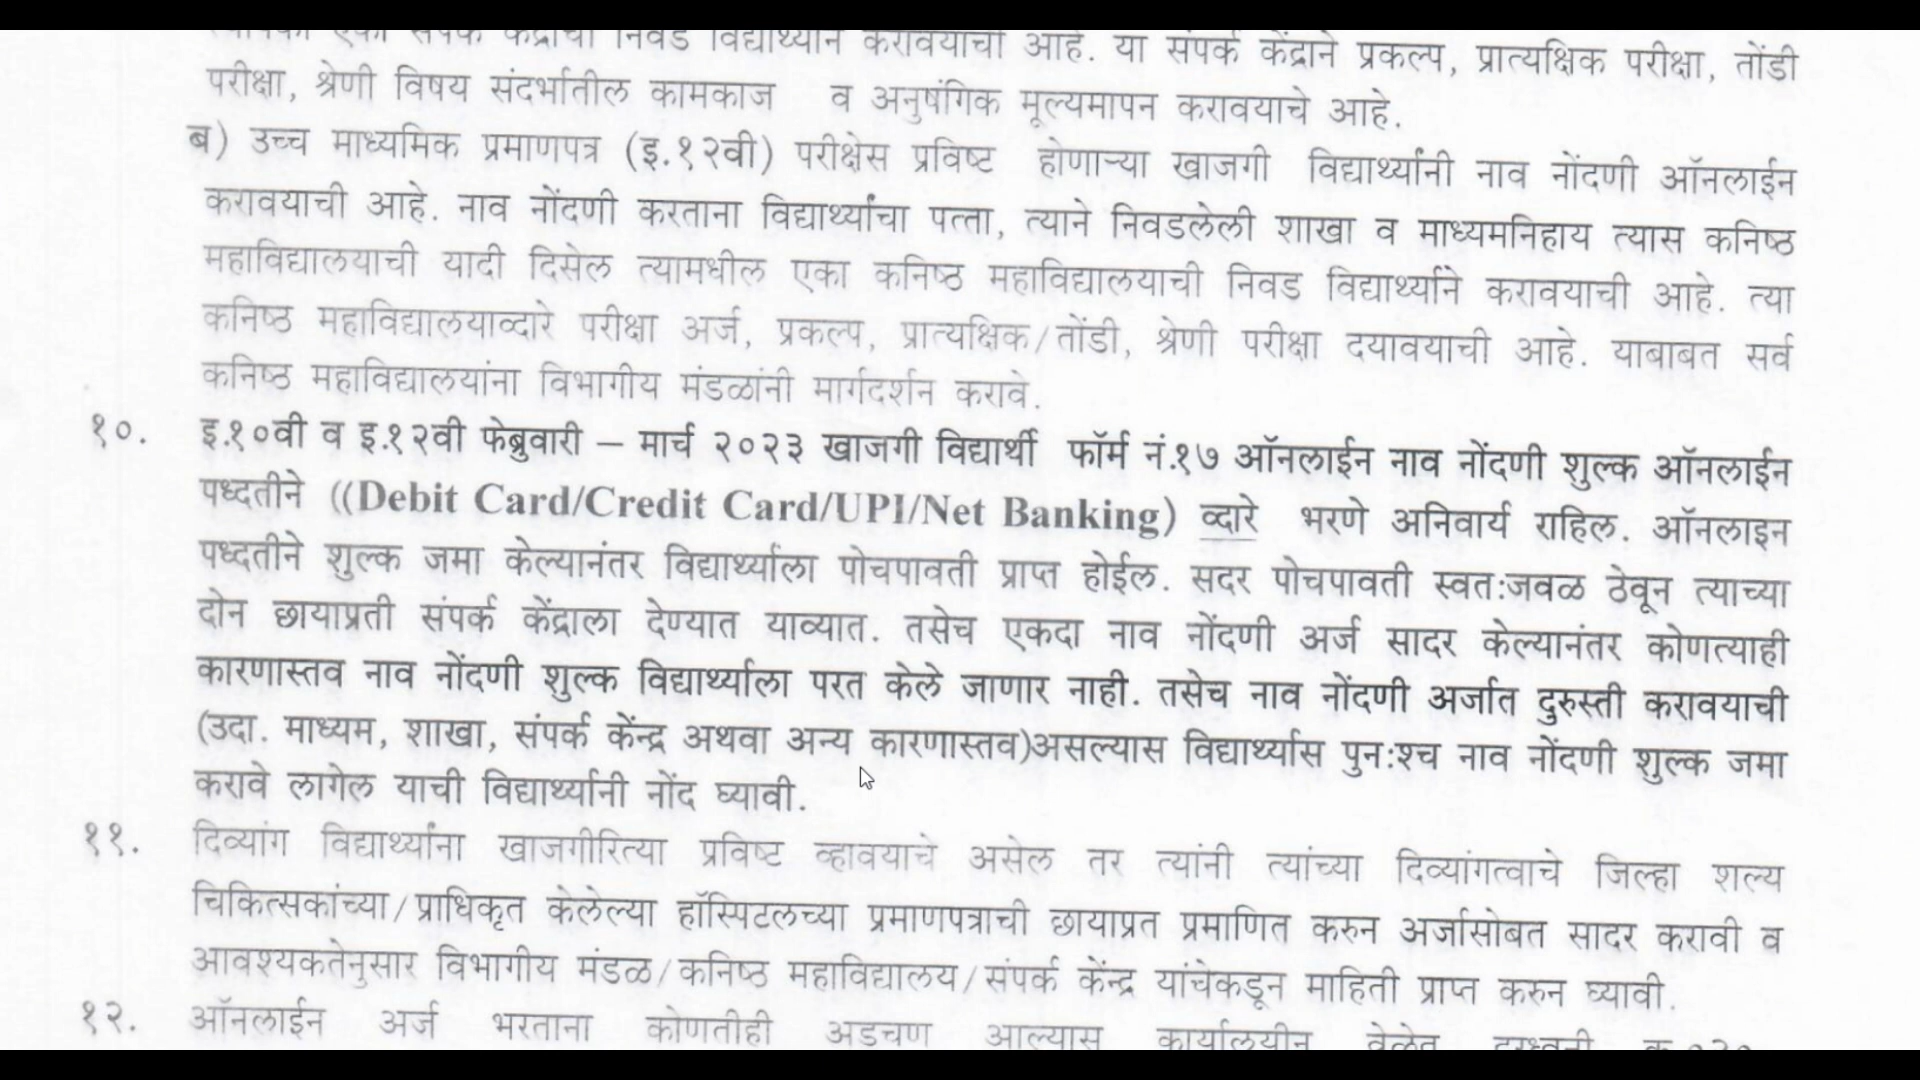 एका संपर्क केंद्राची निवड विद्यार्थ्याने करावयाची आहे. या संपर्क केंद्राने प्रकल्प, प्रात्यक्षिक परीक्षा, तोंडी
परीक्षा, श्रेणी विषय संदर्भातील कामकाज व अनुषंगिक मूल्यमापन करावयाचे आहे.
ब) उच्च माध्यमिक प्रमाणपत्र (इ.१२वी) परीक्षेस प्रविष्ट होणाऱ्या खाजगी विद्यार्थ्यांनी नाव नोंदणी ऑनलाईन
करावयाची आहे. नाव नोंदणी करताना विद्यार्थ्यांचा पत्ता, त्याने निवडलेली शाखा व माध्यमनिहाय त्यास कनिष्ठ
महाविद्यालयाची यादी दिसेल त्यामधील एका कनिष्ठ महाविद्यालयाची निवड विद्यार्थ्याने करावयाची आहे. त्या
कनिष्ठ महाविद्यालयाव्दारे परीक्षा अर्ज, प्रकल्प, प्रात्यक्षिक/तोंडी, श्रेणी परीक्षा दयावयाची आहे. याबाबत सर्व
कनिष्ठ महाविद्यालयांना विभागीय मंडळांनी मार्गदर्शन करावे.
१०. इ.१०वी व इ.१२वी फेब्रुवारी – मार्च २०२३ खाजगी विद्यार्थी फॉर्म नं.१७ ऑनलाईन नाव नोंदणी शुल्क ऑनलाईन
पध्दतीने ((Debit Card/Credit Card/UPI/Net Banking) व्दारे भरणे अनिवार्य राहिल. ऑनलाइन
पध्दतीने शुल्क जमा केल्यानंतर विद्यार्थ्याला पोचपावती प्राप्त होईल. सदर पोचपावती स्वत:जवळ ठेवून त्याच्या
दोन छायाप्रती संपर्क केंद्राला देण्यात याव्यात. तसेच एकदा नाव नोंदणी अर्ज सादर केल्यानंतर कोणत्याही
कारणास्तव नाव नोंदणी शुल्क विद्यार्थ्याला परत केले जाणार नाही. तसेच नाव नोंदणी अर्जात दुरुस्ती करावयाची
(उदा. माध्यम, शाखा, संपर्क केंन्द्र अथवा अन्य कारणास्तव)असल्यास विद्यार्थ्यास पुन:श्च नाव नोंदणी शुल्क जमा
करावे लागेल याची विद्यार्थ्यांनी नोंद घ्यावी.
११. दिव्यांग विद्यार्थ्यांना खाजगीरित्या प्रविष्ट व्हावयाचे असेल तर त्यांनी त्यांच्या दिव्यांगत्वाचे जिल्हा शल्य
चिकित्सकांच्या/प्राधिकृत केलेल्या हॉस्पिटलच्या प्रमाणपत्राची छायाप्रत प्रमाणित करुन अर्जासोबत सादर करावी व
आवश्यकतेनुसार विभागीय मंडळ/कनिष्ठ महाविद्यालय/संपर्क केंन्द्र यांचेकडून माहिती प्राप्त करुन घ्यावी.
१२. ऑनलाईन अर्ज भरताना कोणतीही अडचण आल्यास कार्यालयीन वेळेत